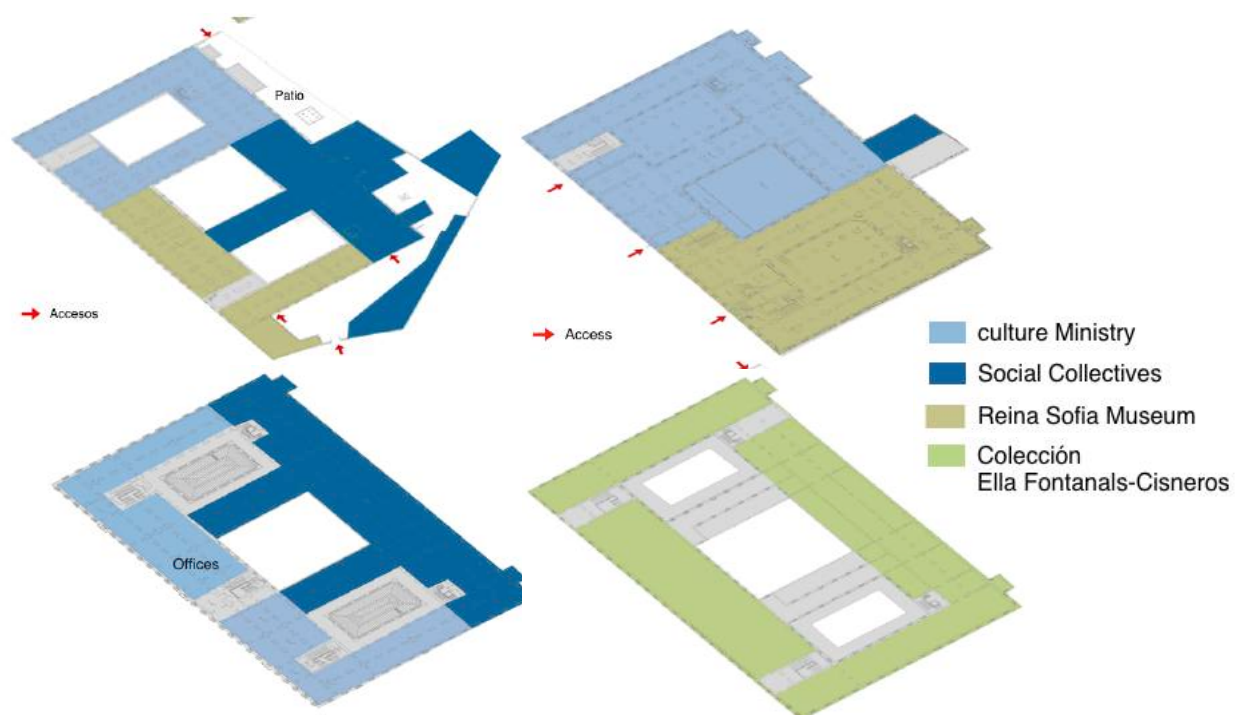 Patio
Accesos
Access
Offices
culture Ministry
Social Collectives
Reina Sofia Museum
Colección
Ella Fontanals-Cisneros